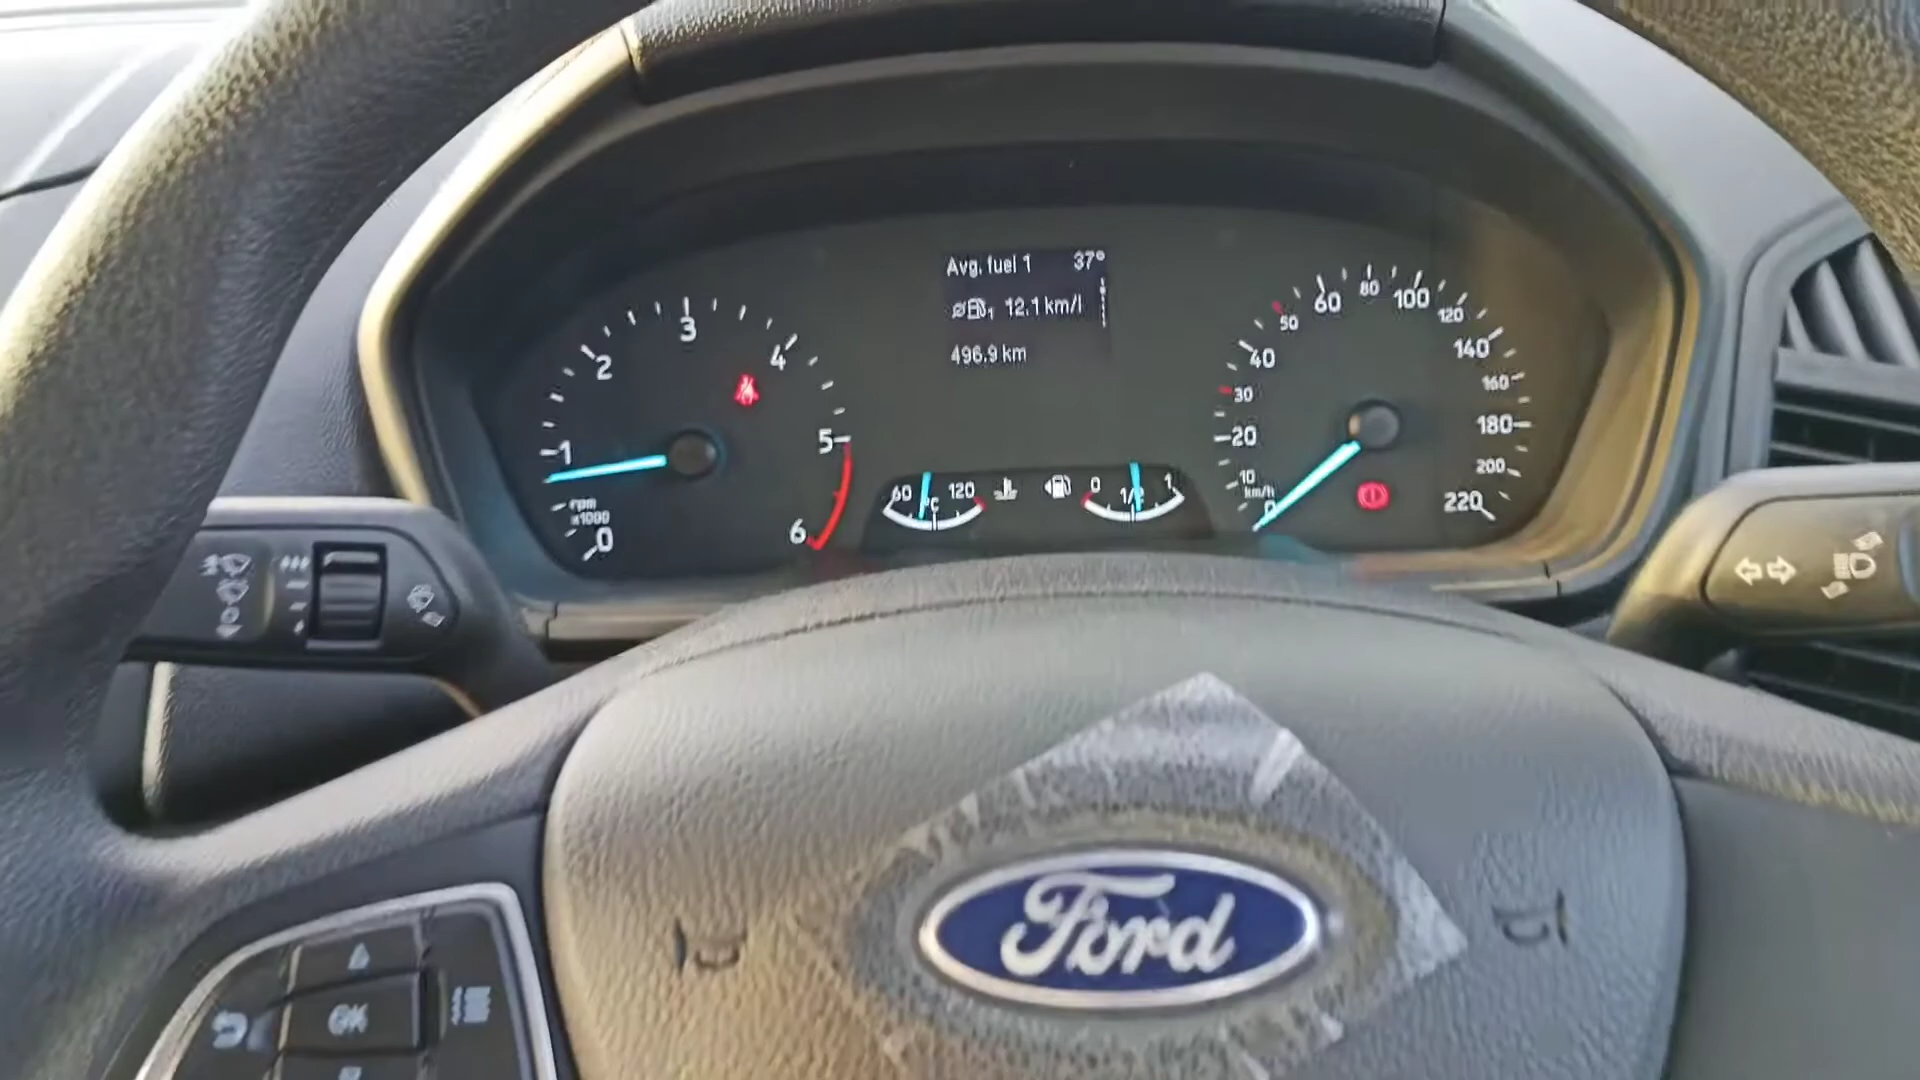 Avg. fuel 1 37°
1 12.1 km/l
496.9 km
0 1 2 3 4 5 6
rpm
x1000
60 °C 120
0 1/2 1
0 10 20 30 40 50 60 80 100 120 140 160 180 200 220
km/h
OK
Ford